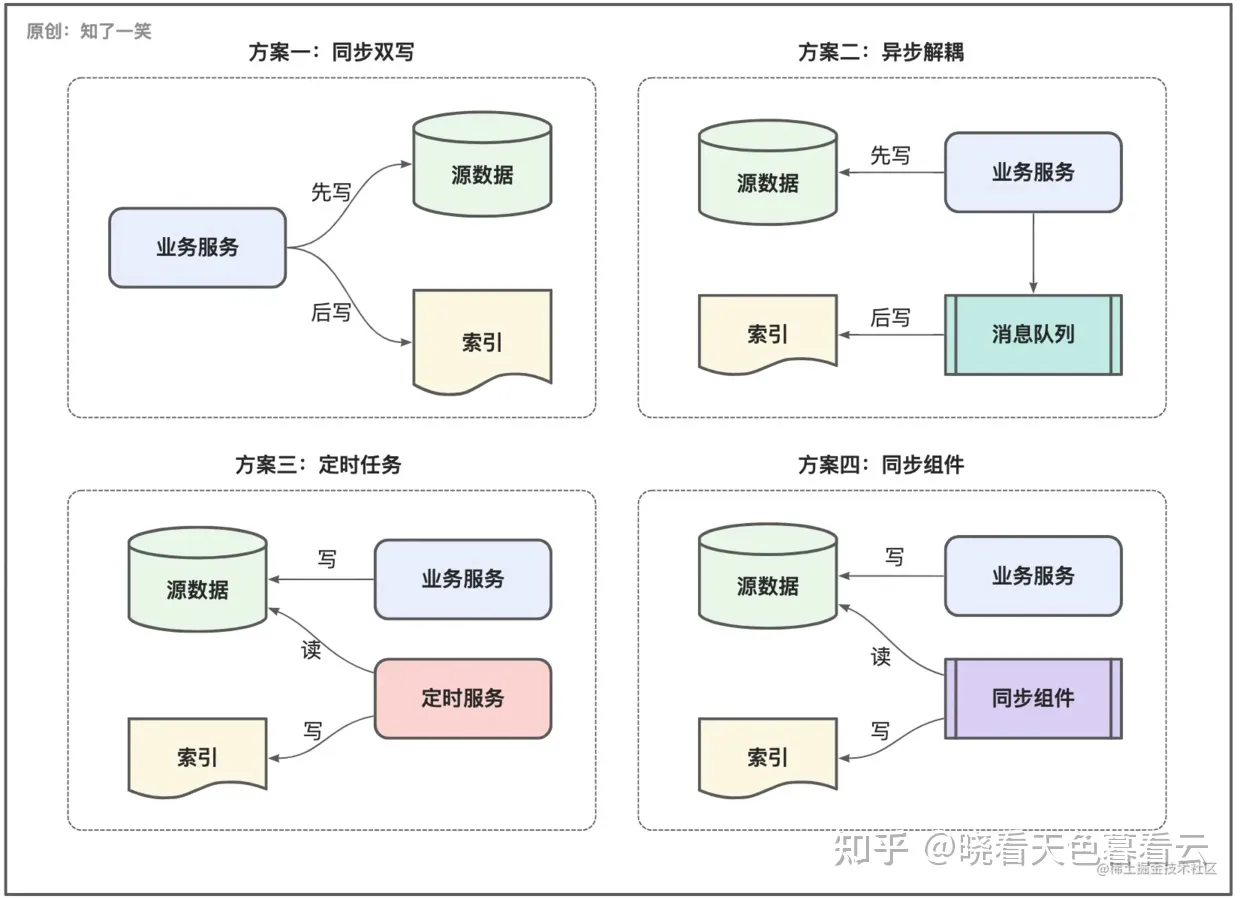 原创：知了一笑
方案一：同步双写
方案二：异步解耦
源数据
先写
业务服务
后写
索引
源数据
先写
业务服务
索引
后写
消息队列
方案三：定时任务
方案四：同步组件
源数据
写
业务服务
读
定时服务
写
索引
源数据
写
业务服务
读
同步组件
写
索引
知乎 @晓看天色暮看云
@稀土掘金技术社区